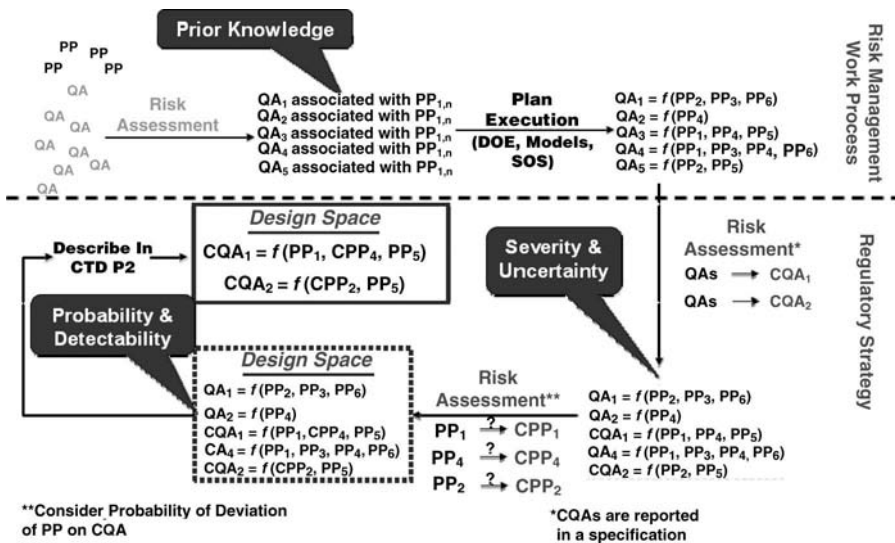 Prior Knowledge
PP
PP PP
PP PP
QA
QA
QA QA
QA
QA QA
QA
QA
Risk
Assessment
QA₁ associated with PP₁,ₙ
QA₂ associated with PP₁,ₙ
QA₃ associated with PP₁,ₙ
QA₄ associated with PP₁,ₙ
QA₅ associated with PP₁,ₙ
Plan
Execution
(DOE, Models,
SOS)
QA₁ = f (PP₂, PP₃, PP₆)
QA₂ = f (PP₄)
QA₃ = f (PP₁, PP₄, PP₅)
QA₄ = f (PP₁, PP₃, PP₄, PP₆)
QA₅ = f (PP₂, PP₅)
Risk Management
Work Process
Describe In
CTD P2
Design Space
CQA₁ = f (PP₁, CPP₄, PP₅)
CQA₂ = f (CPP₂, PP₅)
Severity &
Uncertainty
Risk
Assessment*
QAs ⇒ CQA₁
QAs → CQA₂
Regulatory Strategy
Probability &
Detectability
Design Space
QA₁ = f (PP₂, PP₃, PP₆)
QA₂ = f (PP₄)
CQA₁ = f (PP₁, CPP₄, PP₅)
CA₄ = f (PP₁, PP₃, PP₄, PP₆)
CQA₂ = f (CPP₂, PP₅)
Risk
Assessment**
PP₁ ? ⇒ CPP₁
PP₄ ? ⇒ CPP₄
PP₂ ? ⇒ CPP₂
QA₁ = f (PP₂, PP₃, PP₆)
QA₂ = f (PP₄)
CQA₁ = f (PP₁, PP₄, PP₅)
QA₄ = f (PP₁, PP₃, PP₄, PP₆)
CQA₂ = f (PP₂, PP₅)
**Consider Probability of Deviation
of PP on CQA
*CQAs are reported
in a specification